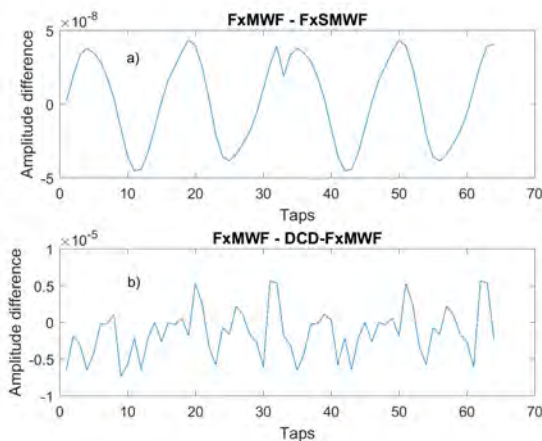 FxMWF - FxSMWF
×10-8
5
a)
0
-5
Amplitude difference
0 10 20 30 40 50 60 70
Taps
FxMWF - DCD-FxMWF
×10-5
1
b)
0.5
0
-0.5
-1
Amplitude difference
0 10 20 30 40 50 60 70
Taps